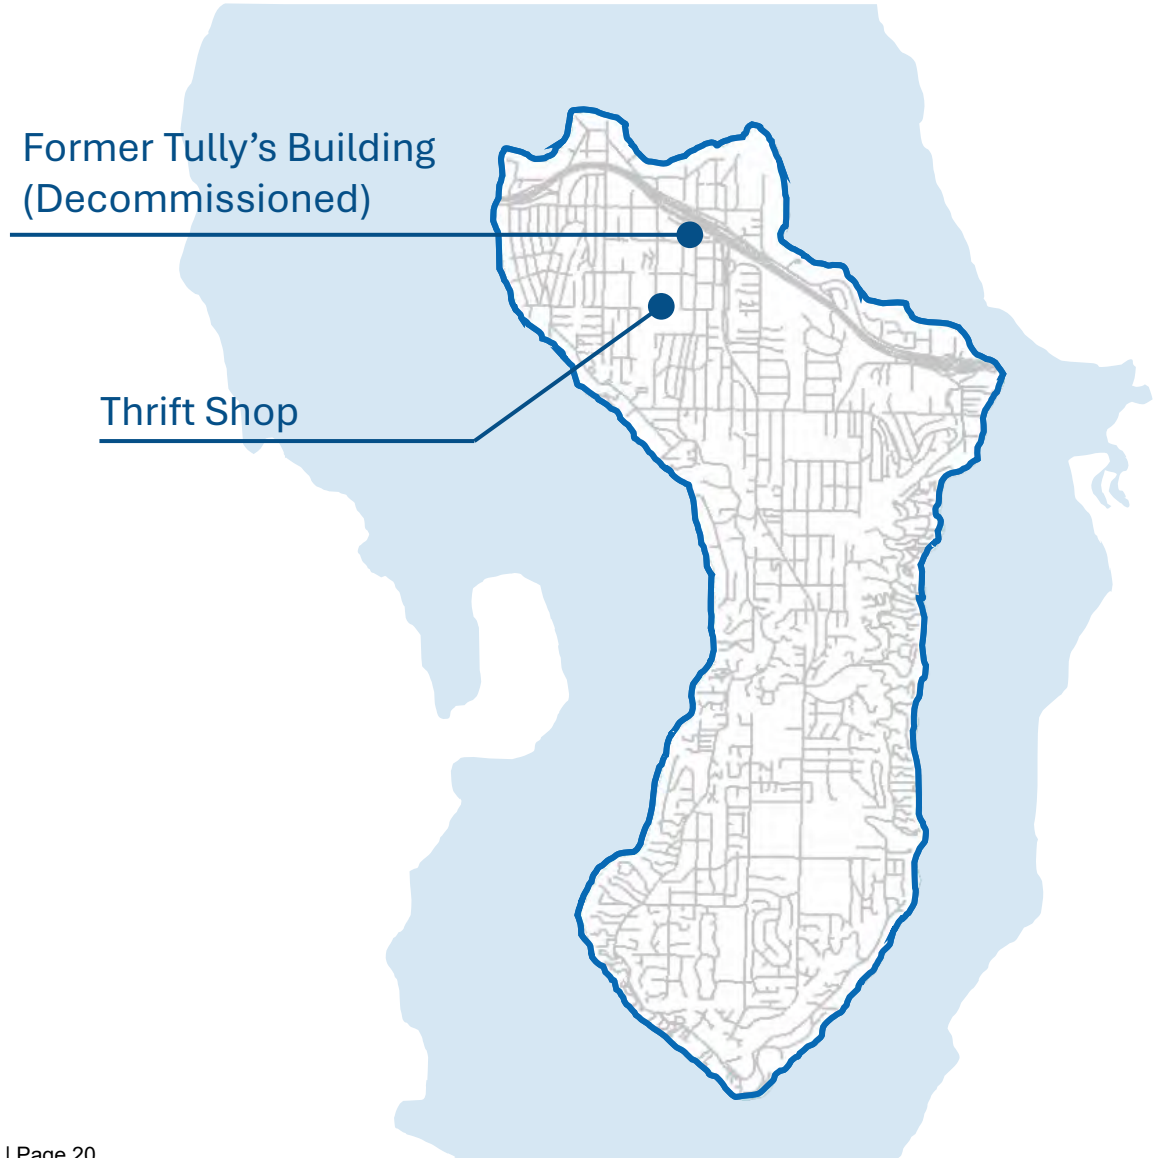 Former Tully’s Building
(Decommissioned)
Thrift Shop
| Page 20